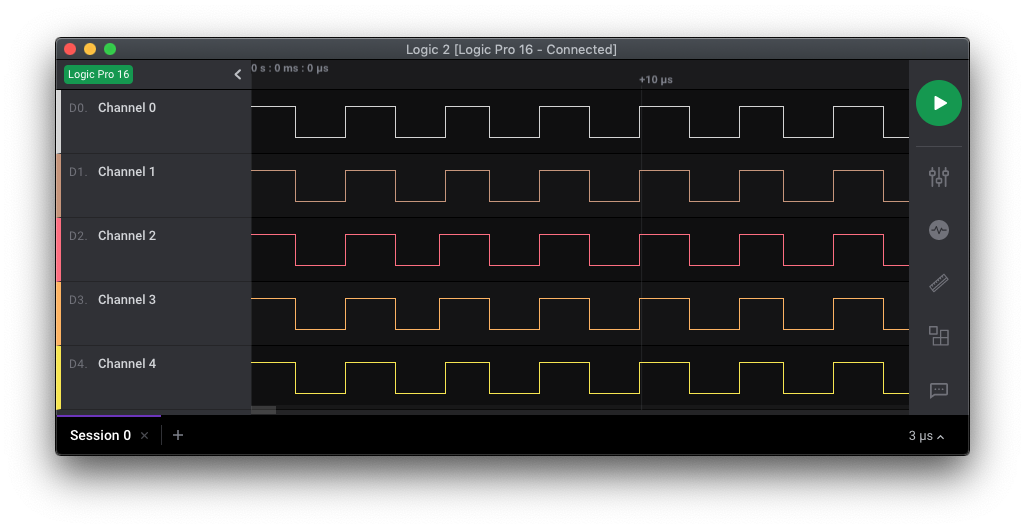 Logic 2 [Logic Pro 16 - Connected]
Logic Pro 16
0 s : 0 ms : 0 µs
+10 µs
D0. Channel 0
D1. Channel 1
D2. Channel 2
D3. Channel 3
D4. Channel 4
Session 0
3 µs